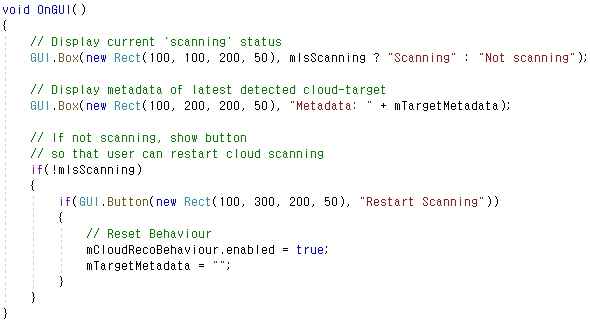 void OnGUI()
{
    // Display current 'scanning' status
    GUI.Box(new Rect(100, 100, 200, 50), mIsScanning ? "Scanning" : "Not scanning");

    // Display metadata of latest detected cloud-target
    GUI.Box(new Rect(100, 200, 200, 50), "Metadata: " + mTargetMetadata);

    // If not scanning, show button
    // so that user can restart cloud scanning
    if(!mIsScanning)
    {
        if(GUI.Button(new Rect(100, 300, 200, 50), "Restart Scanning"))
        {
            // Reset Behaviour
            mCloudRecoBehaviour.enabled = true;
            mTargetMetadata = "";
        }
    }
}